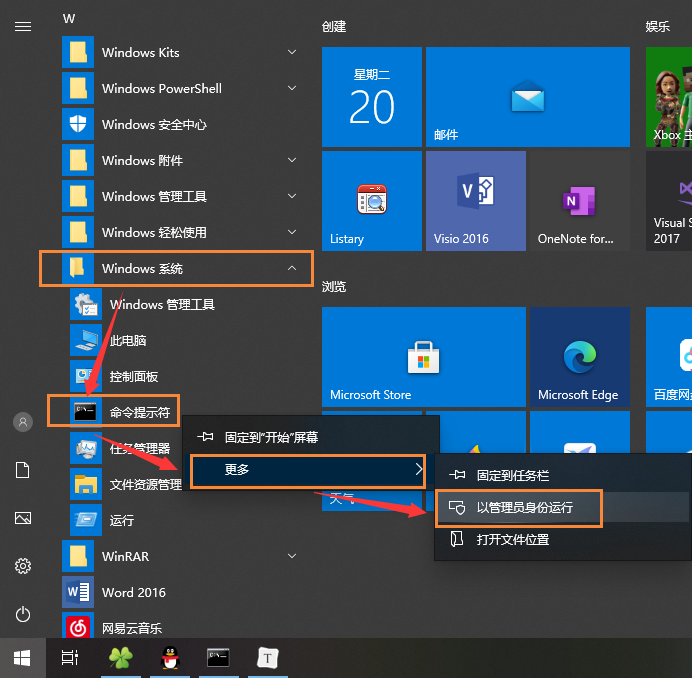 W
Windows Kits
Windows PowerShell
Windows 安全中心
Windows 附件
Windows 管理工具
Windows 轻松使用
Windows 系统
Windows 管理工具
此电脑
控制面板
命令提示符
任务管理器
文件资源管理
运行
WinRAR
Word 2016
网易云音乐
固定到"开始"屏幕
更多
固定到任务栏
以管理员身份运行
打开文件位置
创建
星期二
20
邮件
Listary
Visio 2016
OneNote for...
浏览
Microsoft Store
Microsoft Edge
天气
娱乐
Xbox 主
Visual S
2017
百度网